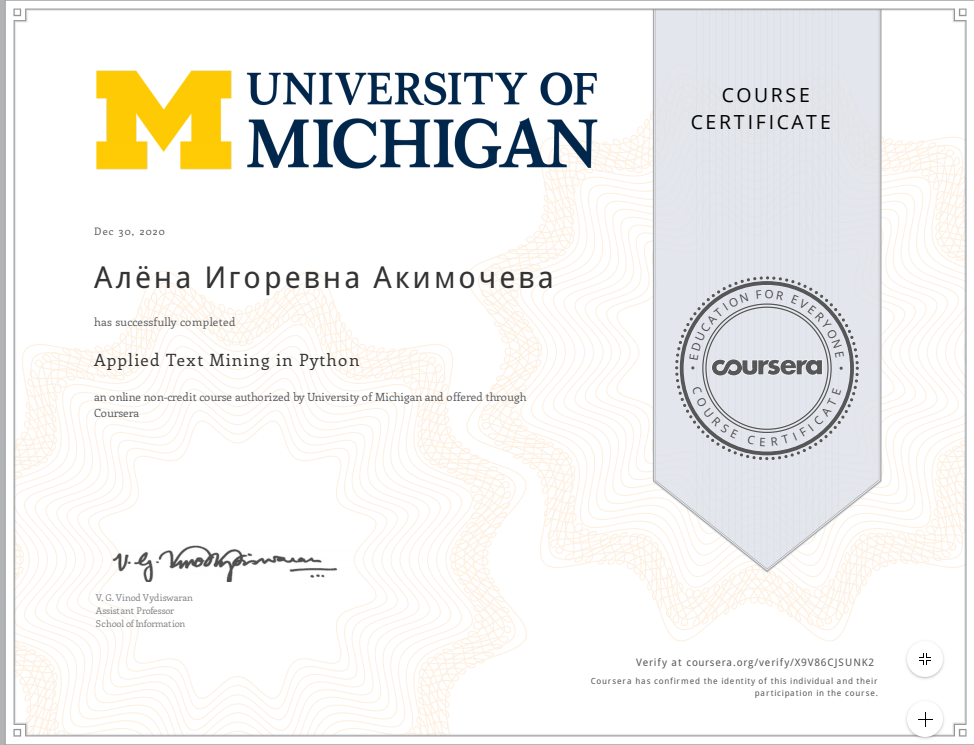 UNIVERSITY OF
MICHIGAN
COURSE
CERTIFICATE
Dec 30, 2020
Алёна Игоревна Акимочева
has successfully completed
Applied Text Mining in Python
an online non-credit course authorized by University of Michigan and offered through
Coursera
EDUCATION FOR EVERYONE
coursera
COURSE CERTIFICATE
V. G. Vinod Vydiswaran
V. G. Vinod Vydiswaran
Assistant Professor
School of Information
Verify at coursera.org/verify/X9V86CJSUNK2
Coursera has confirmed the identity of this individual and their
participation in the course.